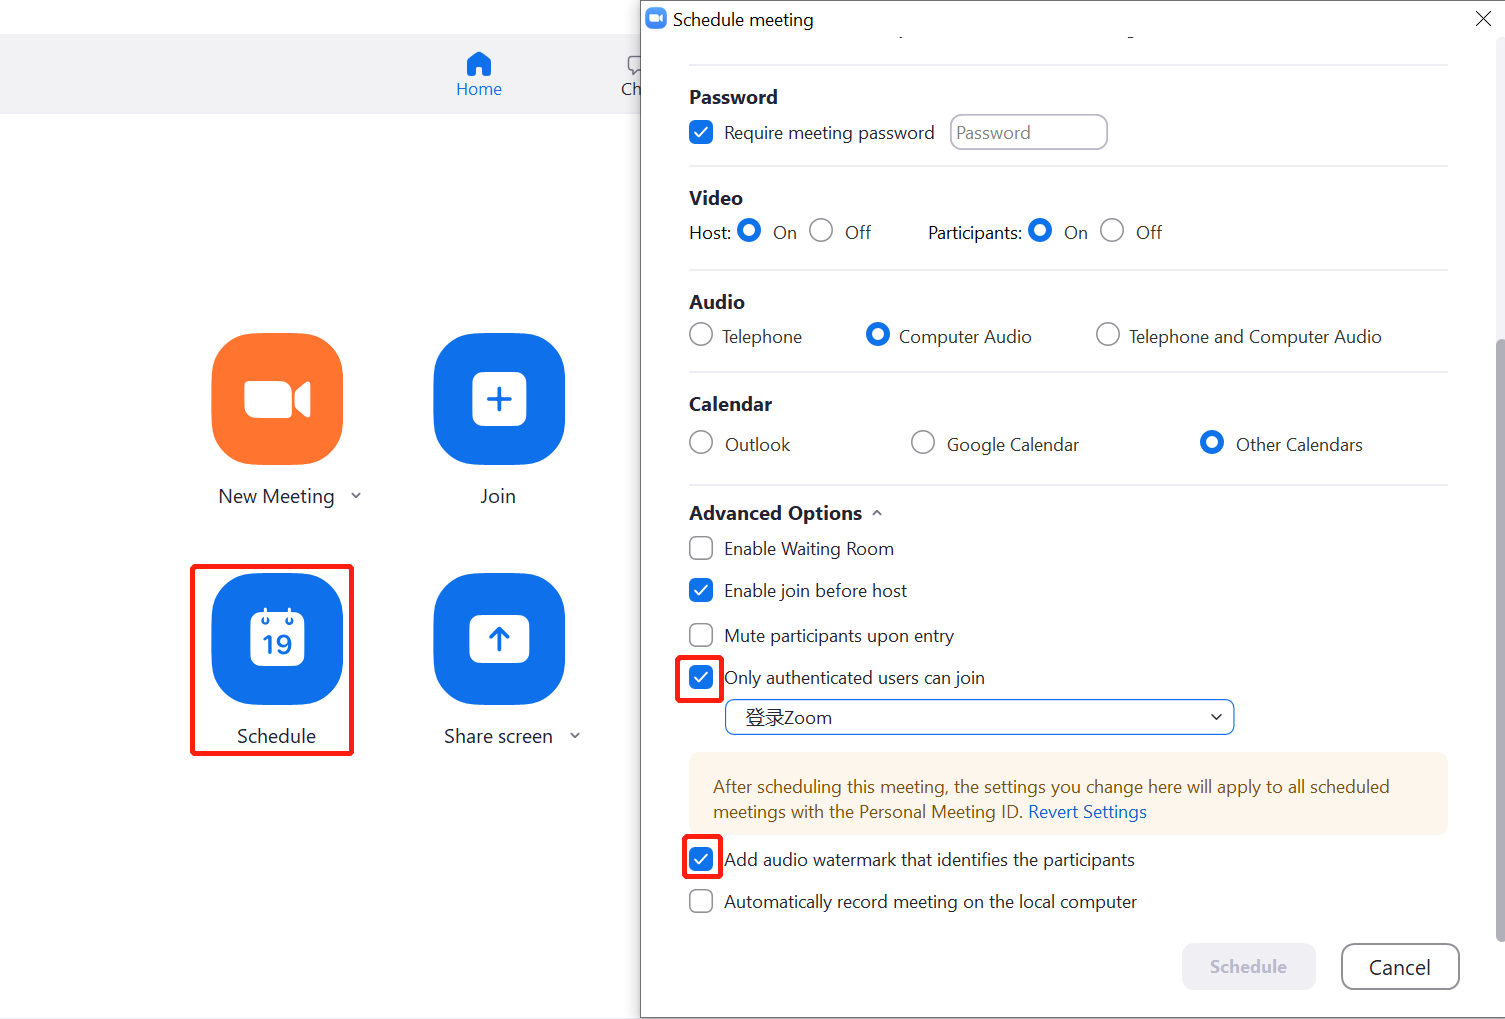 Home
Ch
New Meeting
Join
19
Schedule
Share screen
Schedule meeting
Password
Require meeting password
Password
Video
Host: On Off Participants: On Off
Audio
Telephone Computer Audio Telephone and Computer Audio
Calendar
Outlook Google Calendar Other Calendars
Advanced Options
Enable Waiting Room
Enable join before host
Mute participants upon entry
Only authenticated users can join
登录Zoom
After scheduling this meeting, the settings you change here will apply to all scheduled
meetings with the Personal Meeting ID. Revert Settings
Add audio watermark that identifies the participants
Automatically record meeting on the local computer
Schedule
Cancel